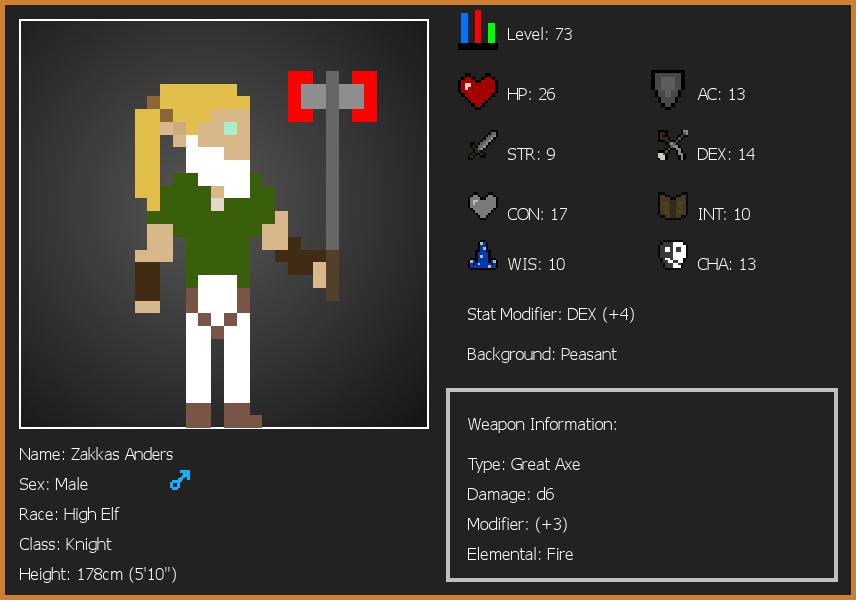 Level: 73
HP: 26
AC: 13
STR: 9
DEX: 14
CON: 17
INT: 10
WIS: 10
CHA: 13
Stat Modifier: DEX (+4)
Background: Peasant
Weapon Information:
Type: Great Axe
Damage: d6
Modifier: (+3)
Elemental: Fire
Name: Zakkas Anders
Sex: Male
Race: High Elf
Class: Knight
Height: 178cm (5'10")